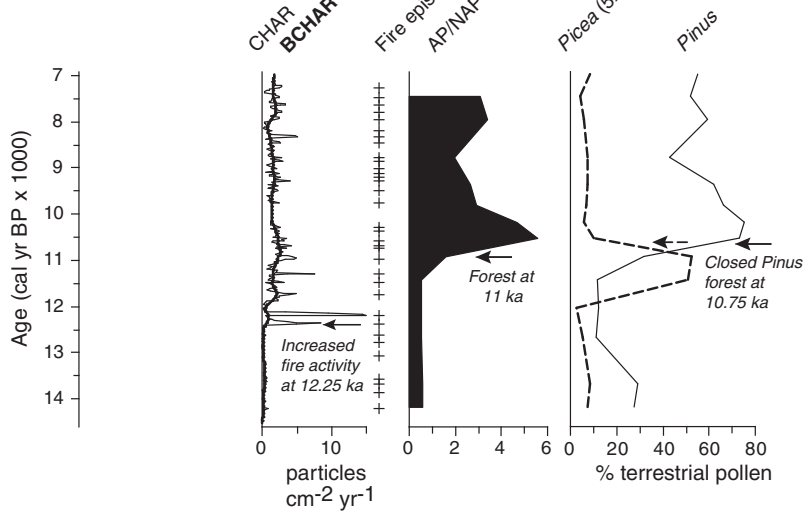 CHAR
BCHAR
Fire
AP/NAP
Picea
Pinus
7
8
9
10
11
12
13
14
Age (cal yr BP x 1000)
Increased
fire activity
at 12.25 ka
Forest at
11 ka
Closed Pinus
forest at
10.75 ka
0 10
0 2 4 6
0 20 40 60 80
particles
cm-2 yr-1
% terrestrial pollen